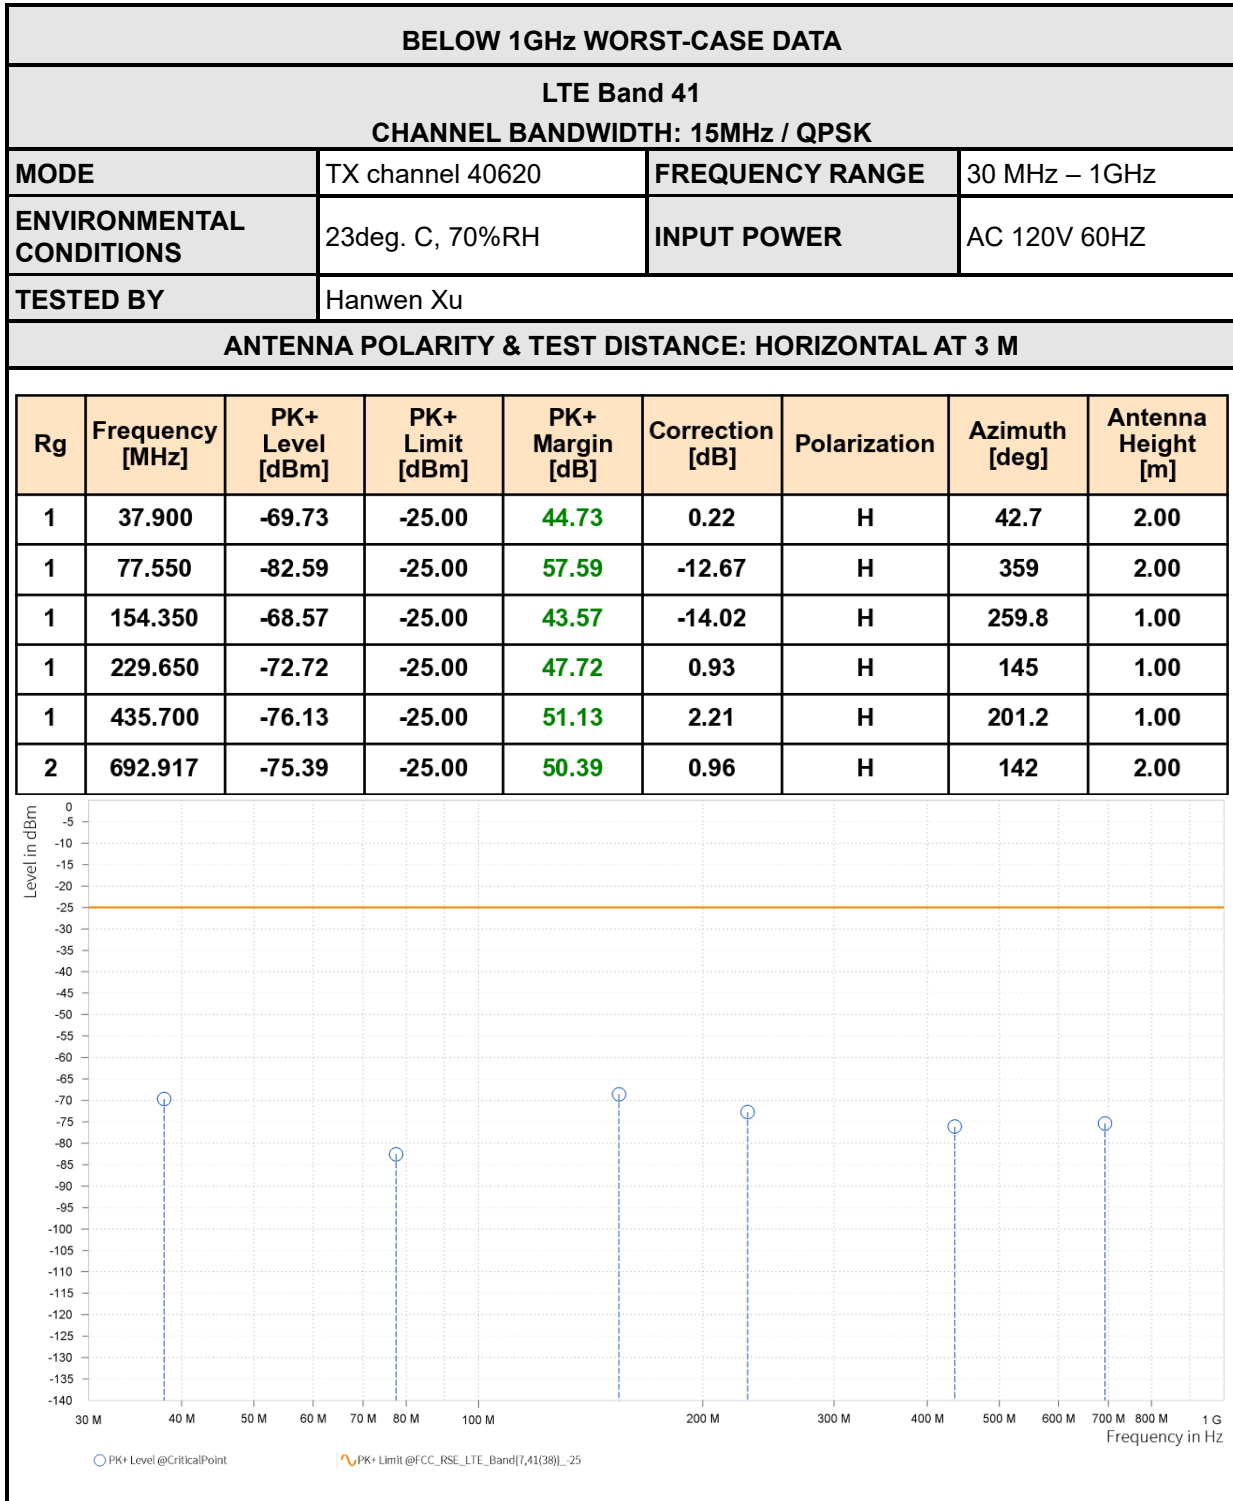 BELOW 1GHz WORST-CASE DATA
LTE Band 41
CHANNEL BANDWIDTH: 15MHz / QPSK
MODE TX channel 40620 FREQUENCY RANGE 30 MHz – 1GHz
ENVIRONMENTAL CONDITIONS 23deg. C, 70%RH INPUT POWER AC 120V 60HZ
TESTED BY Hanwen Xu
ANTENNA POLARITY & TEST DISTANCE: HORIZONTAL AT 3 M
Rg Frequency [MHz] PK+ Level [dBm] PK+ Limit [dBm] PK+ Margin [dB] Correction [dB] Polarization Azimuth [deg] Antenna Height [m]
1 37.900 -69.73 -25.00 44.73 0.22 H 42.7 2.00
1 77.550 -82.59 -25.00 57.59 -12.67 H 359 2.00
1 154.350 -68.57 -25.00 43.57 -14.02 H 259.8 1.00
1 229.650 -72.72 -25.00 47.72 0.93 H 145 1.00
1 435.700 -76.13 -25.00 51.13 2.21 H 201.2 1.00
2 692.917 -75.39 -25.00 50.39 0.96 H 142 2.00
Level in dBm
0
-5
-10
-15
-20
-25
-30
-35
-40
-45
-50
-55
-60
-65
-70
-75
-80
-85
-90
-95
-100
-105
-110
-115
-120
-125
-130
-135
-140
30 M 40 M 50 M 60 M 70 M 80 M 100 M 200 M 300 M 400 M 500 M 600 M 700 M 800 M 1 G
Frequency in Hz
PK+ Level @CriticalPoint PK+ Limit @FCC_RSE_LTE_Band[7,41(38)]_-25